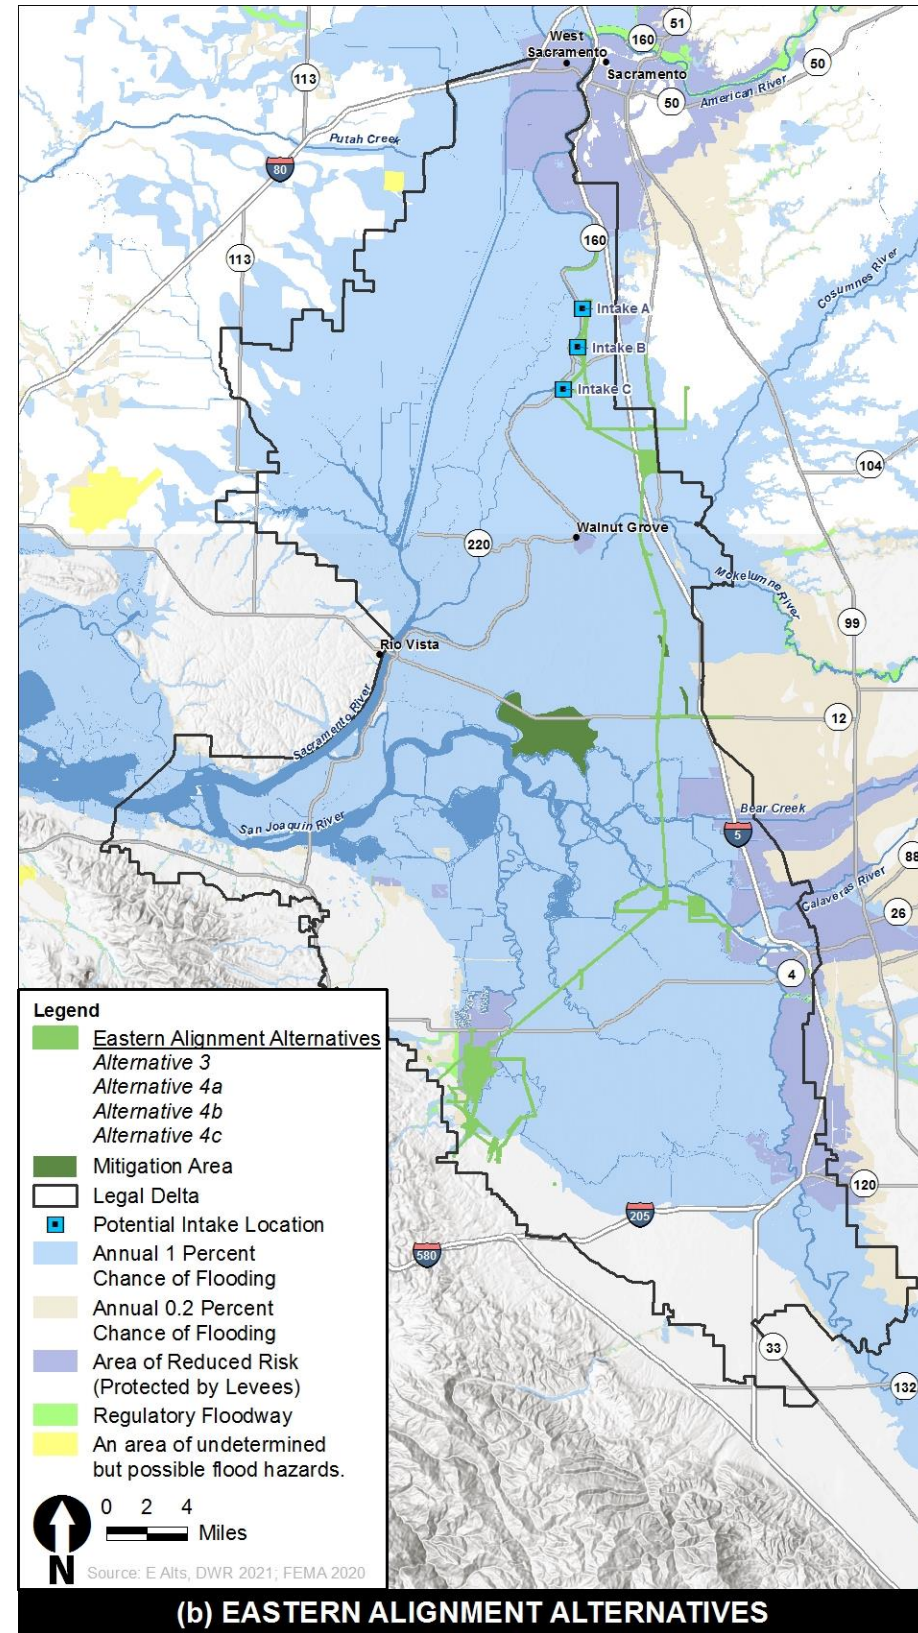 51
160
West
Sacramento
Sacramento
50
50
American River
113
Putah Creek
80
160
113
Cosumnes River
Intake A
Intake B
Intake C
104
Walnut Grove
220
Mokelumne River
99
Rio Vista
Sacramento River
12
San Joaquin River
Bear Creek
5
88
Calaveras River
26
4
120
205
580
33
132
Legend
Eastern Alignment Alternatives
Alternative 3
Alternative 4a
Alternative 4b
Alternative 4c
Mitigation Area
Legal Delta
Potential Intake Location
Annual 1 Percent
Chance of Flooding
Annual 0.2 Percent
Chance of Flooding
Area of Reduced Risk
(Protected by Levees)
Regulatory Floodway
An area of undetermined
but possible flood hazards.
0 2 4
Miles
N
Source: E Alts, DWR 2021; FEMA 2020
(b) EASTERN ALIGNMENT ALTERNATIVES